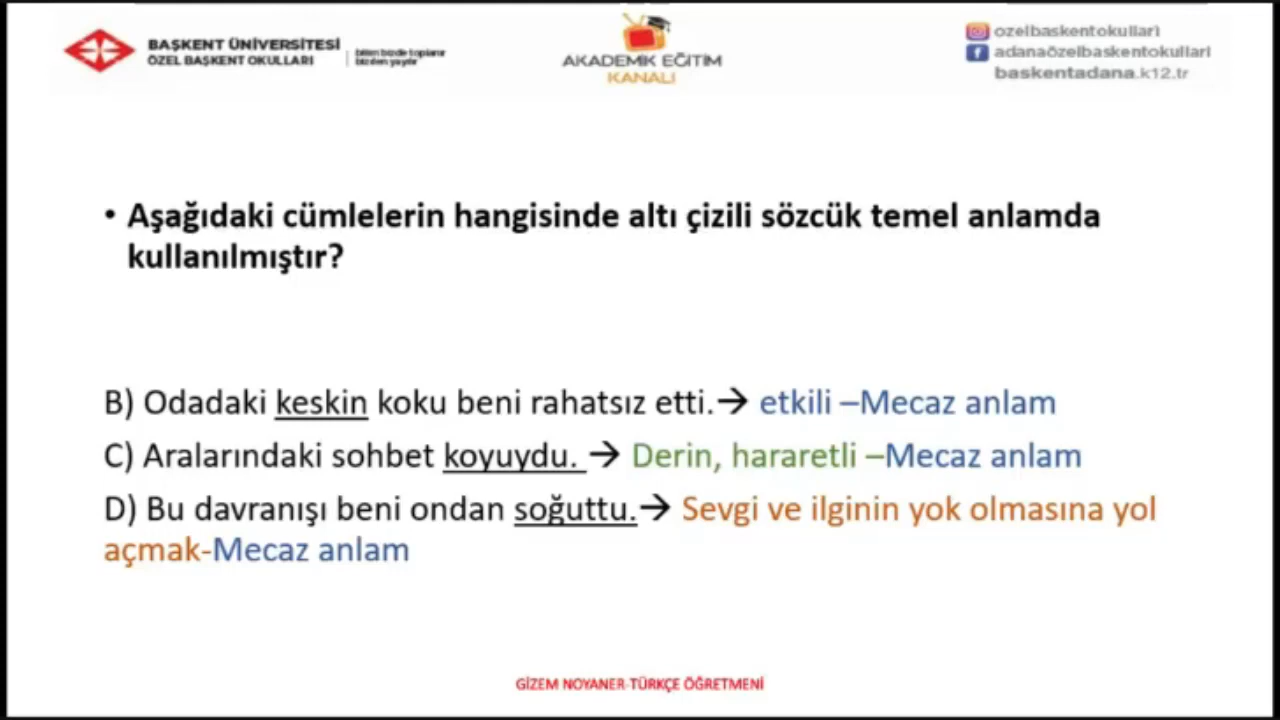 BAŞKENT ÜNİVERSİTESİ
ÖZEL BAŞKENT OKULLARI
bilim bizde toplanır
bizden yayılır
AKADEMİK EĞİTİM
KANALI
ozelbaskentokullari
adanaözelbaskentokullari
baskentadana.k12.tr
• Aşağıdaki cümlelerin hangisinde altı çizili sözcük temel anlamda
kullanılmıştır?
B) Odadaki keskin koku beni rahatsız etti.→ etkili –Mecaz anlam
C) Aralarındaki sohbet koyuydu. → Derin, hararetli –Mecaz anlam
D) Bu davranışı beni ondan soğuttu.→ Sevgi ve ilginin yok olmasına yol
açmak-Mecaz anlam
GİZEM NOYANER-TÜRKÇE ÖĞRETMENİ